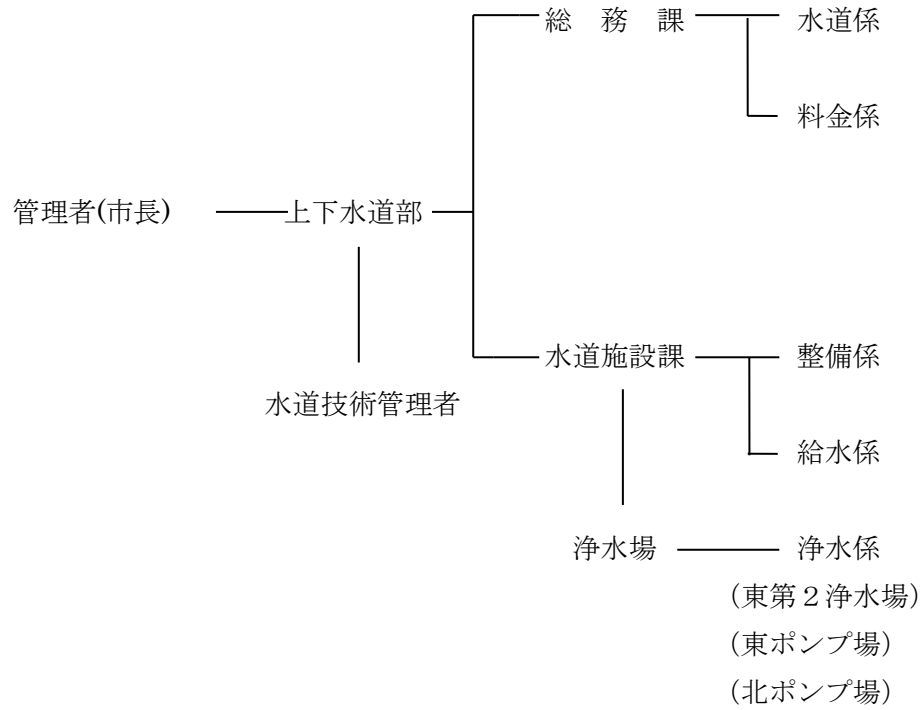 総　務　課　水道係
料金係
管理者(市長)　上下水道部
水道施設課　整備係
水道技術管理者
給水係
浄水場　浄水係
（東第２浄水場）
（東ポンプ場）
（北ポンプ場）